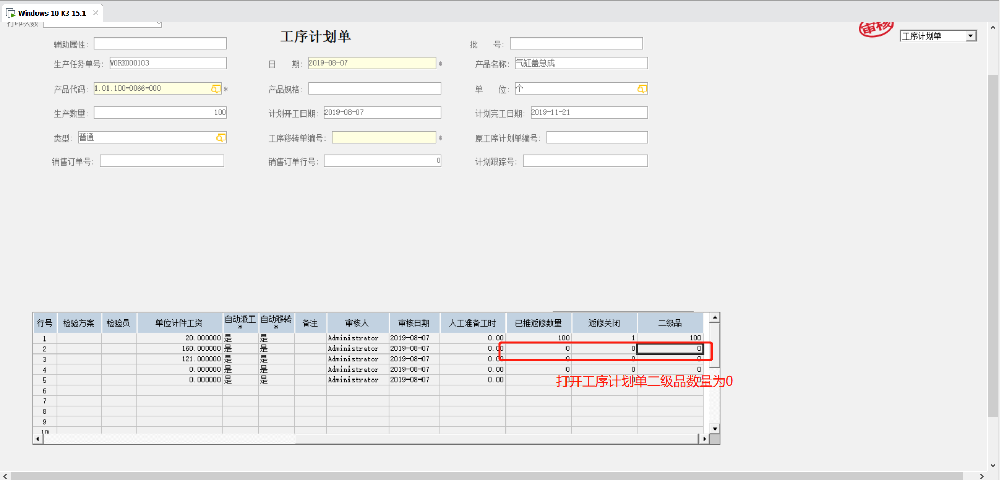 Windows 10 K3 15.1
打印次数 0
工序计划单 审核 工序计划单
辅助属性: 批 号:
生产任务单号: WORK000103 日 期: 2019-08-07 * 产品名称: 气缸盖总成
产品代码: 1.01.100-0066-000 * 产品规格: 单 位: 个
生产数量: 100 计划开工日期: 2019-08-07 计划完工日期: 2019-11-21
类型: 普通 工序移转单编号: * 原工序计划单编号:
销售订单号: 销售订单行号: 0 计划跟踪号:
行号 检验方案 检验员 单位计件工资 自动派工* 自动移转* 备注 审核人 审核日期 人工准备工时 已推返修数量 返修关闭 二级品
1 20.000000 是 是 Administrator 2019-08-07 0.00 100 1 100
2 160.000000 是 是 Administrator 2019-08-07 0.00 0 0 0
3 121.000000 是 是 Administrator 2019-08-07 0.00 0 0 0
4 0.000000 是 是 Administrator 2019-08-07 0.00 0 0 0
5 0.000000 是 是 Administrator 2019-08-07 0.00 0 0 0
打开工序计划单二级品数量为0
6
7
8
9
10